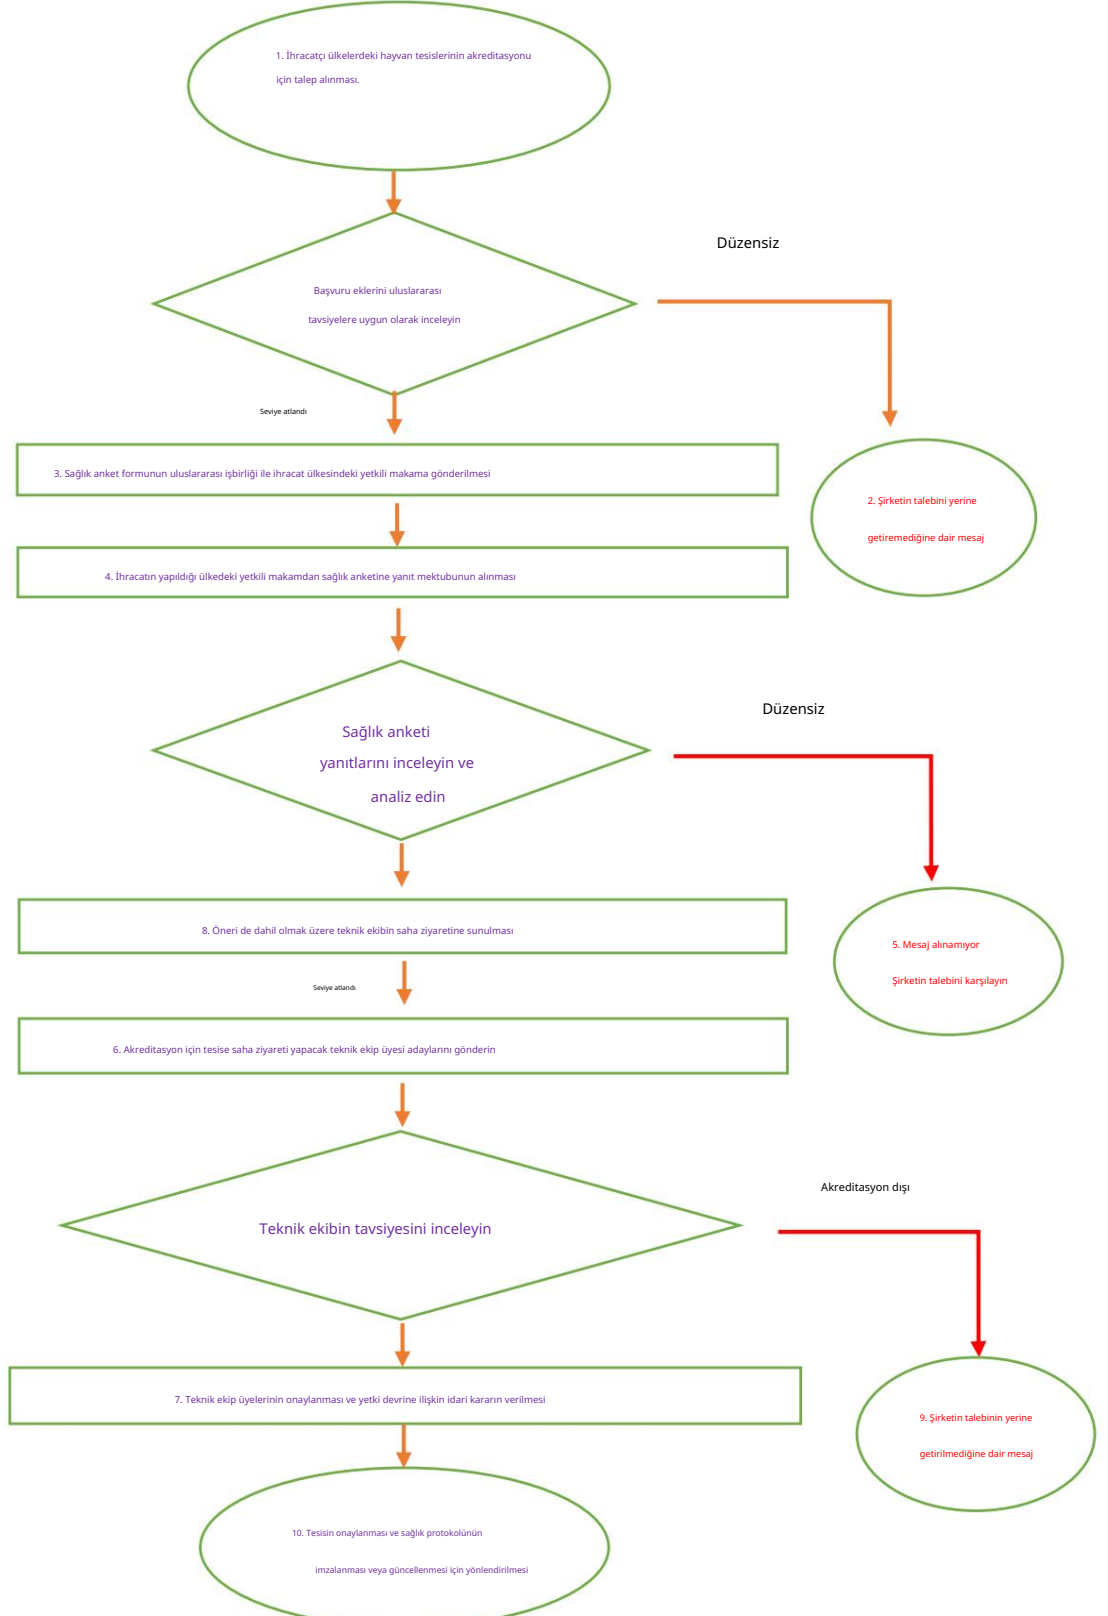 1. İhracatçı ülkelerdeki hayvan tesislerinin akreditasyonu
için talep alınması.
Düzensiz
Başvuru eklerini uluslararası
tavsiyelere uygun olarak inceleyin
Seviye atlandı
3. Sağlık anket formunun uluslararası işbirliği ile ihracat ülkesindeki yetkili makama gönderilmesi
2. Şirketin talebini yerine
getiremediğine dair mesaj
4. İhracatın yapıldığı ülkedeki yetkili makamdan sağlık anketine yanıt mektubunun alınması
Düzensiz
Sağlık anketi
yanıtlarını inceleyin ve
analiz edin
8. Öneri de dahil olmak üzere teknik ekibin saha ziyaretine sunulması
5. Mesaj alınamıyor
Şirketin talebini karşılayın
Seviye atlandı
6. Akreditasyon için tesise saha ziyareti yapacak teknik ekip üyesi adaylarını gönderin
Akreditasyon dışı
Teknik ekibin tavsiyesini inceleyin
7. Teknik ekip üyelerinin onaylanması ve yetki devrine ilişkin idari kararın verilmesi
9. Şirketin talebinin yerine
getirilmediğine dair mesaj
10. Tesisin onaylanması ve sağlık protokolünün
imzalanması veya güncellenmesi için yönlendirilmesi